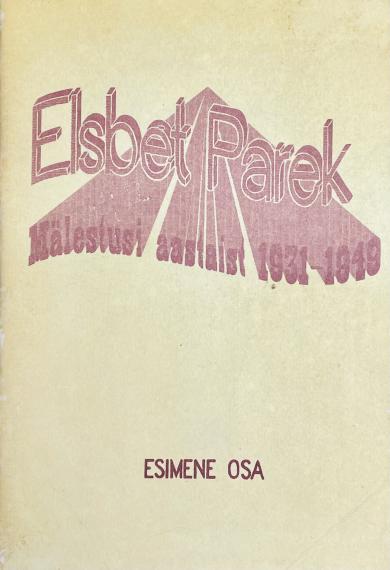 Elsbet Parek
Mälestusi aastaist 1931-1949
ESIMENE OSA